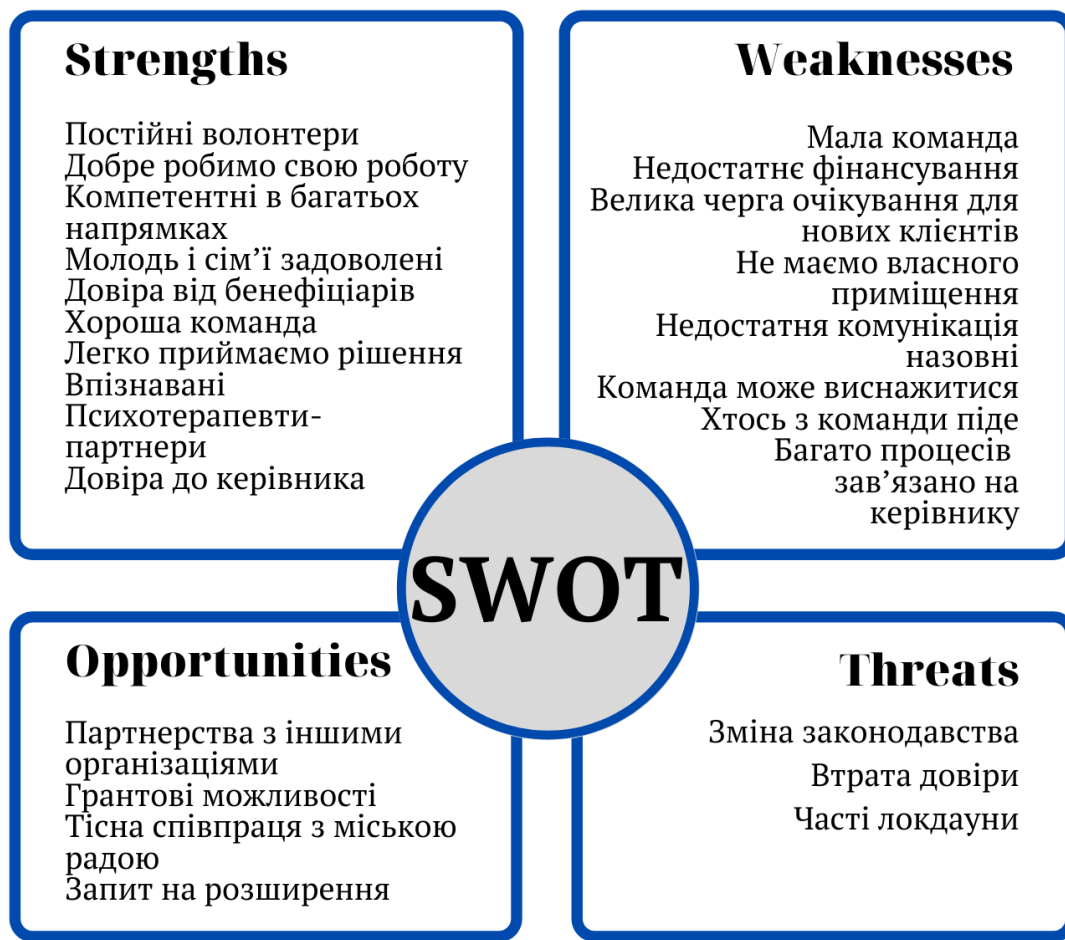 Strengths
Постійні волонтери
Добре робимо свою роботу
Компетентні в багатьох
напрямках
Молодь і сім’ї задоволені
Довіра від бенефіціарів
Хороша команда
Легко приймаємо рішення
Впізнавані
Психотерапевти-
партнери
Довіра до керівника
Weaknesses
Мала команда
Недостатнє фінансування
Велика черга очікування для
нових клієнтів
Не маємо власного
приміщення
Недостатня комунікація
назовні
Команда може виснажитися
Хтось з команди піде
Багато процесів
зав’язано на
керівнику
SWOT
Opportunities
Партнерства з іншими
організаціями
Грантові можливості
Тісна співпраця з міською
радою
Запит на розширення
Threats
Зміна законодавства
Втрата довіри
Часті локдауни